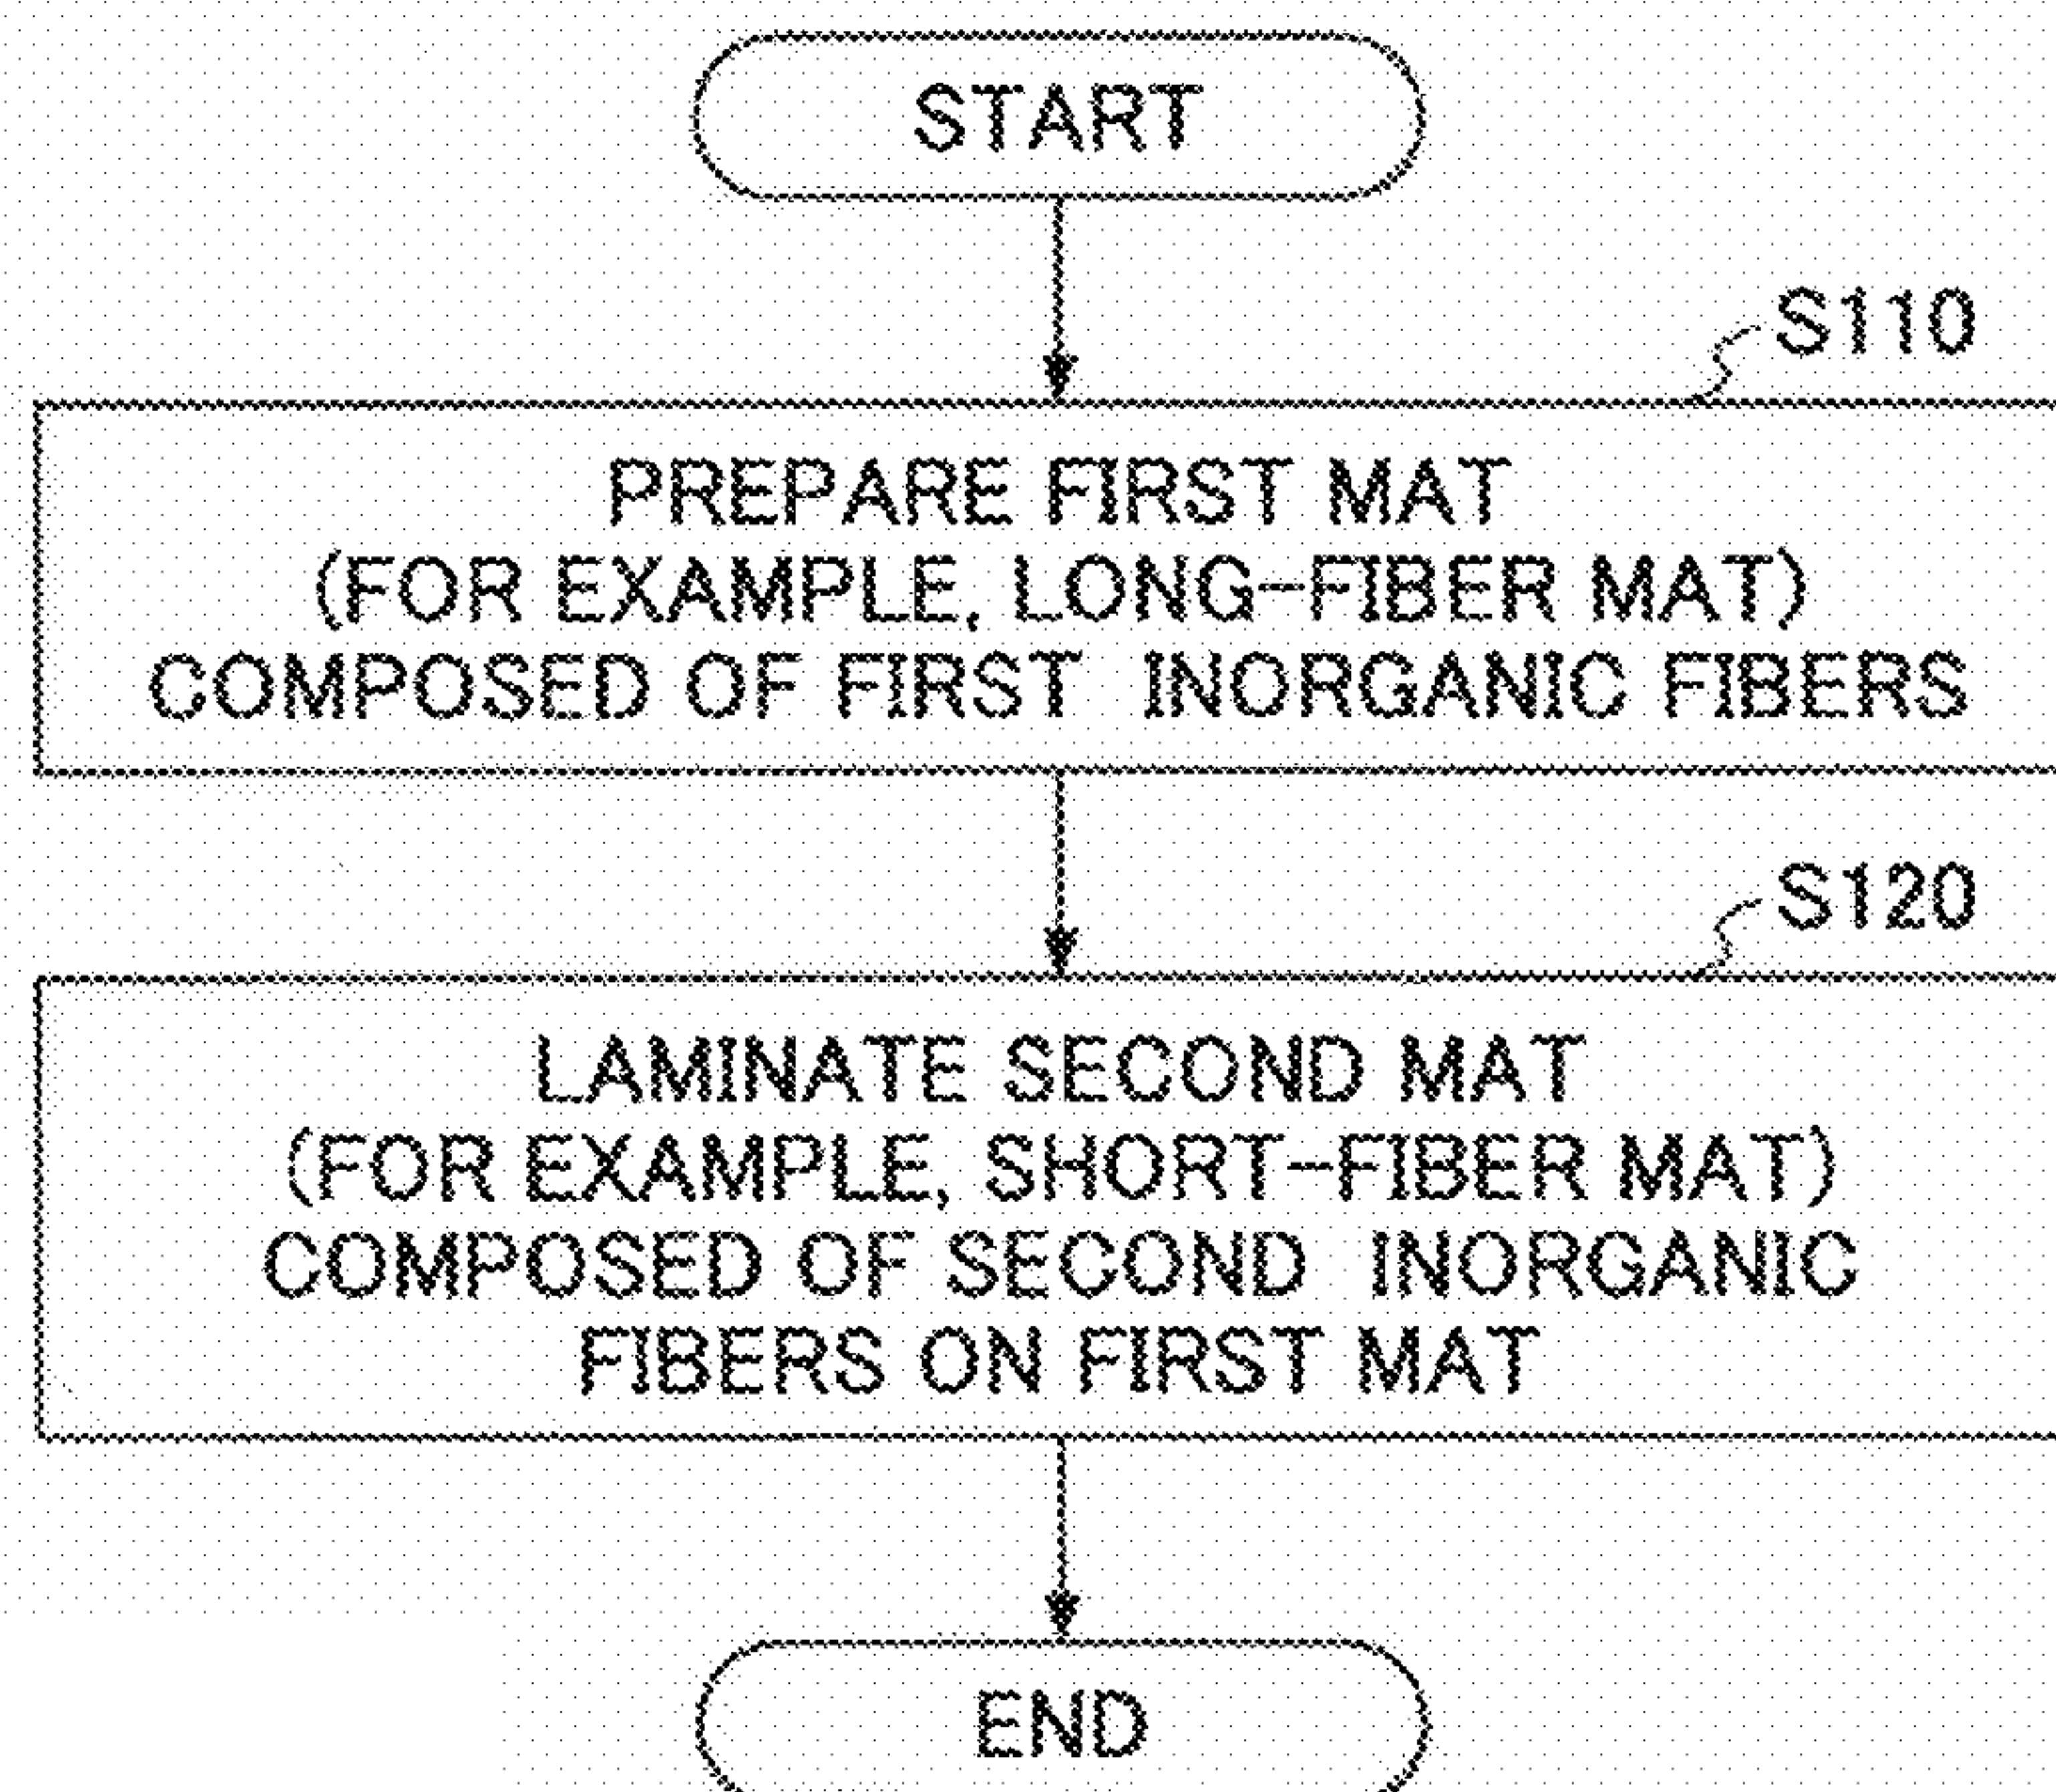 START
S110
PREPARE FIRST MAT
(FOR EXAMPLE, LONG-FIBER MAT)
COMPOSED OF FIRST INORGANIC FIBERS
S120
LAMINATE SECOND MAT
(FOR EXAMPLE, SHORT-FIBER MAT)
COMPOSED OF SECOND INORGANIC
FIBERS ON FIRST MAT
END